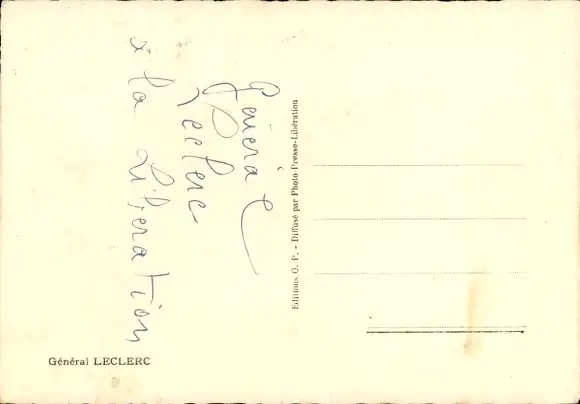 Général
Leclerc
à la Libération
Editions O. P. - Diffusé par Photo-Presse-Libération
Général LECLERC